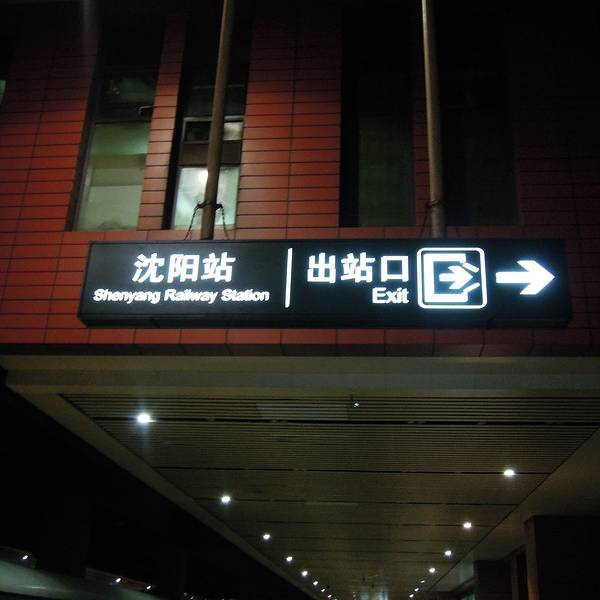 沈阳站
Shenyang Railway Station
出站口
Exit